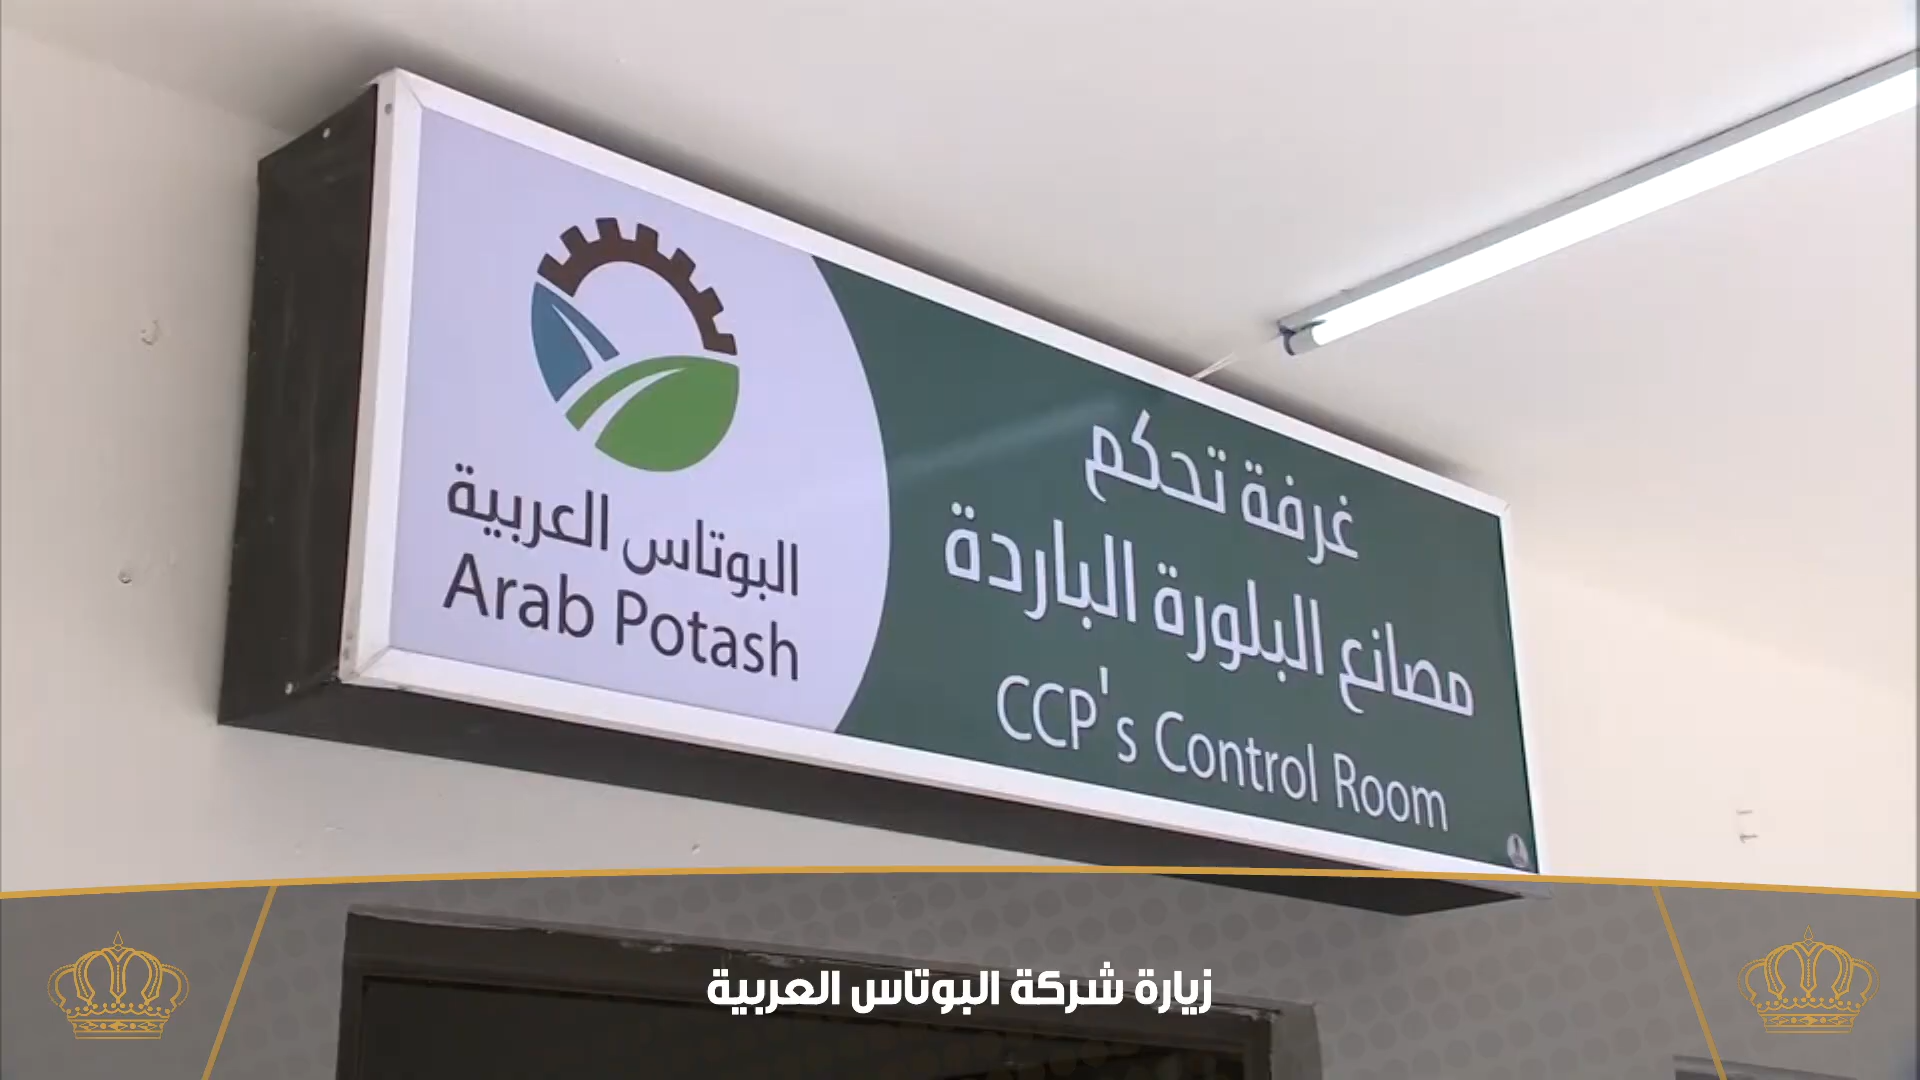 البوتاس العربية
Arab Potash
غرفة تحكم
مصانع البلورة الباردة
CCP's Control Room
زيارة شركة البوتاس العربية